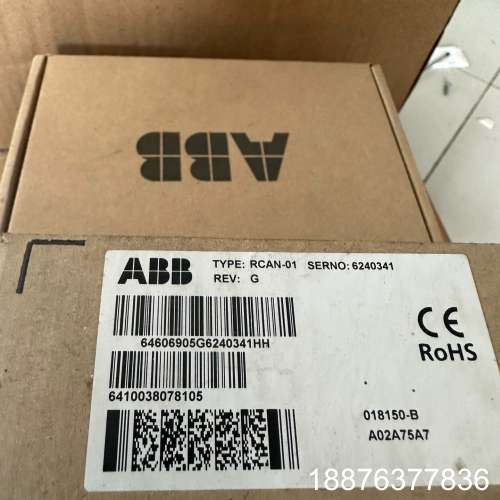 ABB
ABB TYPE: RCAN-01 SERNO: 6240341
REV: G
64606905G6240341HH
6410038078105
CE
RoHS
018150-B
A02A75A7
18876377836